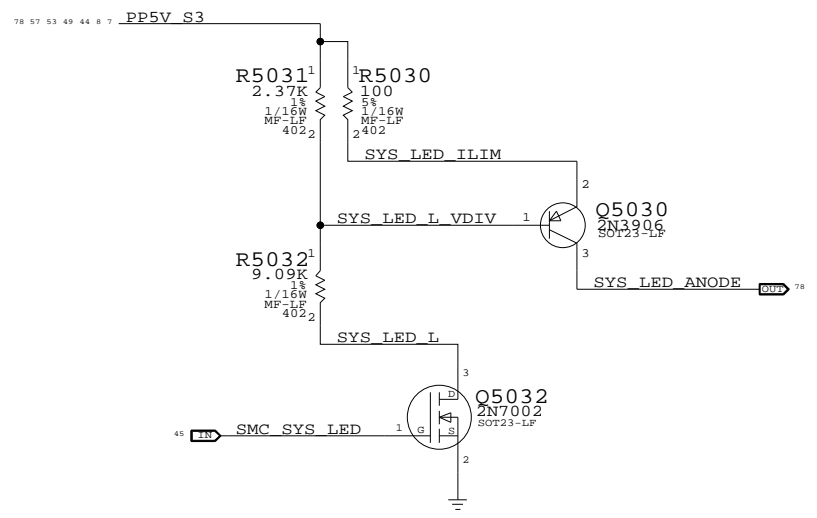 78 57 53 49 44 8 7 PP5V_S3
R5031
2.37K
1%
1/16W
MF-LF
402
1
2
R5030
100
5%
1/16W
MF-LF
402
1
2
SYS_LED_ILIM
2
SYS_LED_L_VDIV
1
Q5030
2N3906
SOT23-LF
3
R5032
9.09K
1%
1/16W
MF-LF
402
1
2
SYS_LED_ANODE
OUT
78
SYS_LED_L
3
Q5032
2N7002
SOT23-LF
D
G
S
45
IN
SMC_SYS_LED
1
2